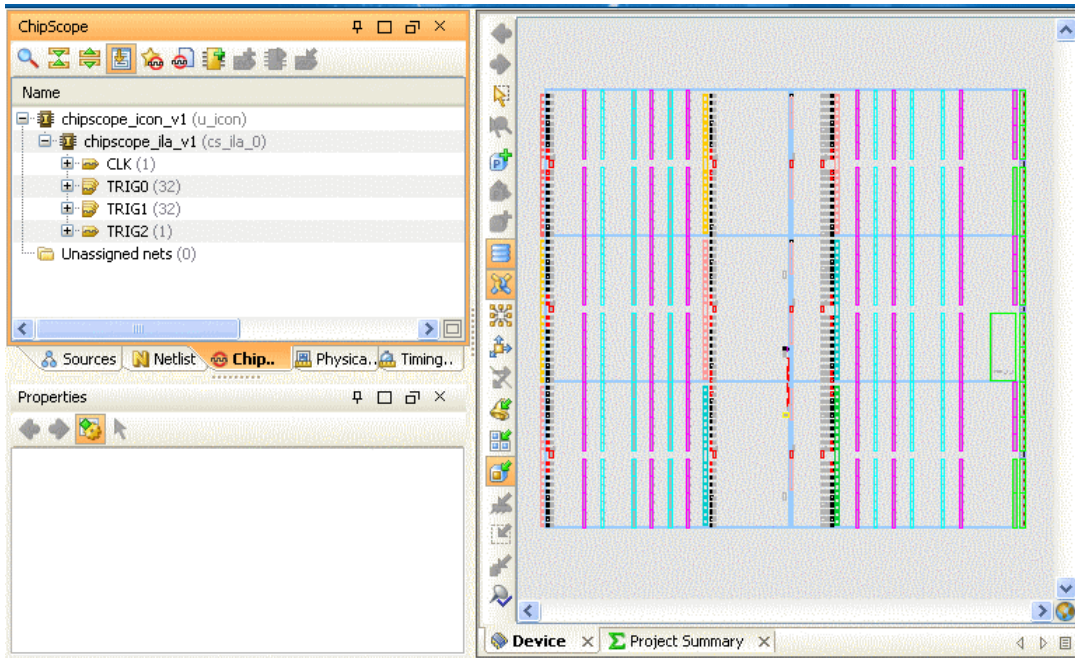 ChipScope
Name
chipscope_icon_v1 (u_icon)
chipscope_ila_v1 (cs_ila_0)
CLK (1)
TRIG0 (32)
TRIG1 (32)
TRIG2 (1)
Unassigned nets (0)
Sources Netlist Chip.. Physica.. Timing..
Properties
Device Project Summary